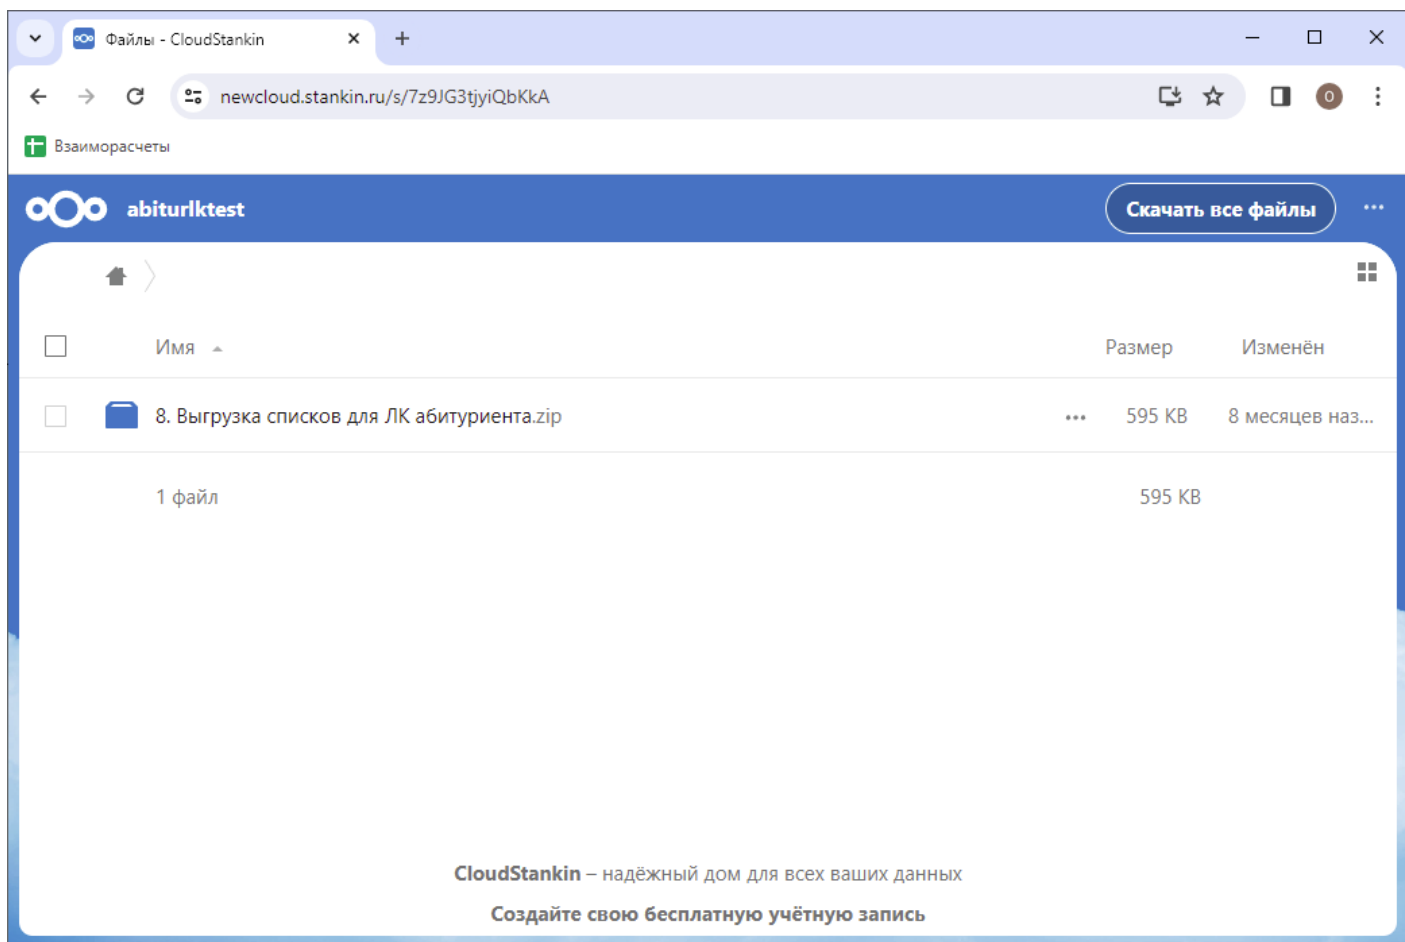 Файлы - CloudStankin
newcloud.stankin.ru/s/7z9JG3tjyiQbKkA
O
Взаиморасчеты
abiturlktest
Скачать все файлы
Имя
Размер
Изменён
8. Выгрузка списков для ЛК абитуриента.zip
595 KB
8 месяцев наз...
1 файл
595 KB
CloudStankin – надёжный дом для всех ваших данных
Создайте свою бесплатную учётную запись